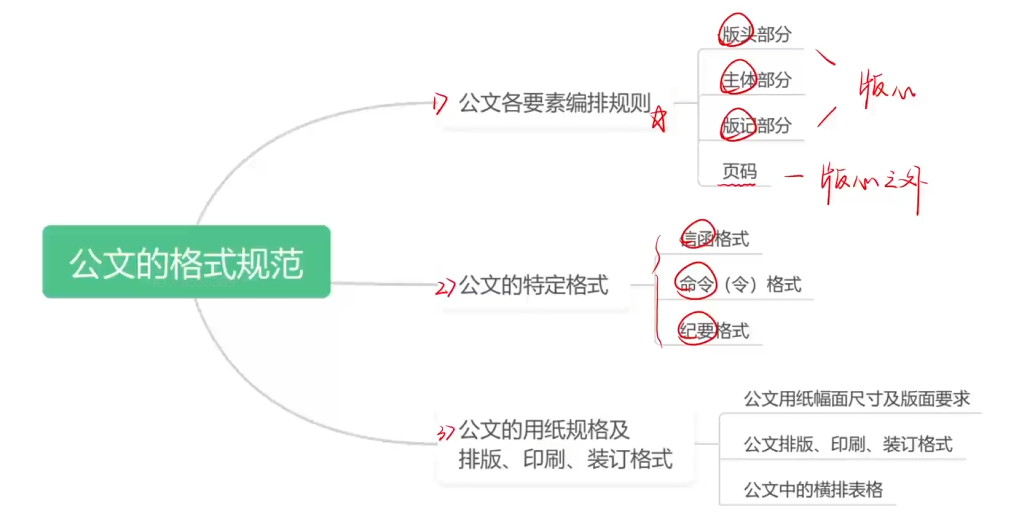 公文的格式规范
1) 公文各要素编排规则
版头部分
主体部分
版记部分
版心
页码
版心之外
2) 公文的特定格式
信函格式
命令（令）格式
纪要格式
3) 公文的用纸规格及
排版、印刷、装订格式
公文用纸幅面尺寸及版面要求
公文排版、印刷、装订格式
公文中的横排表格